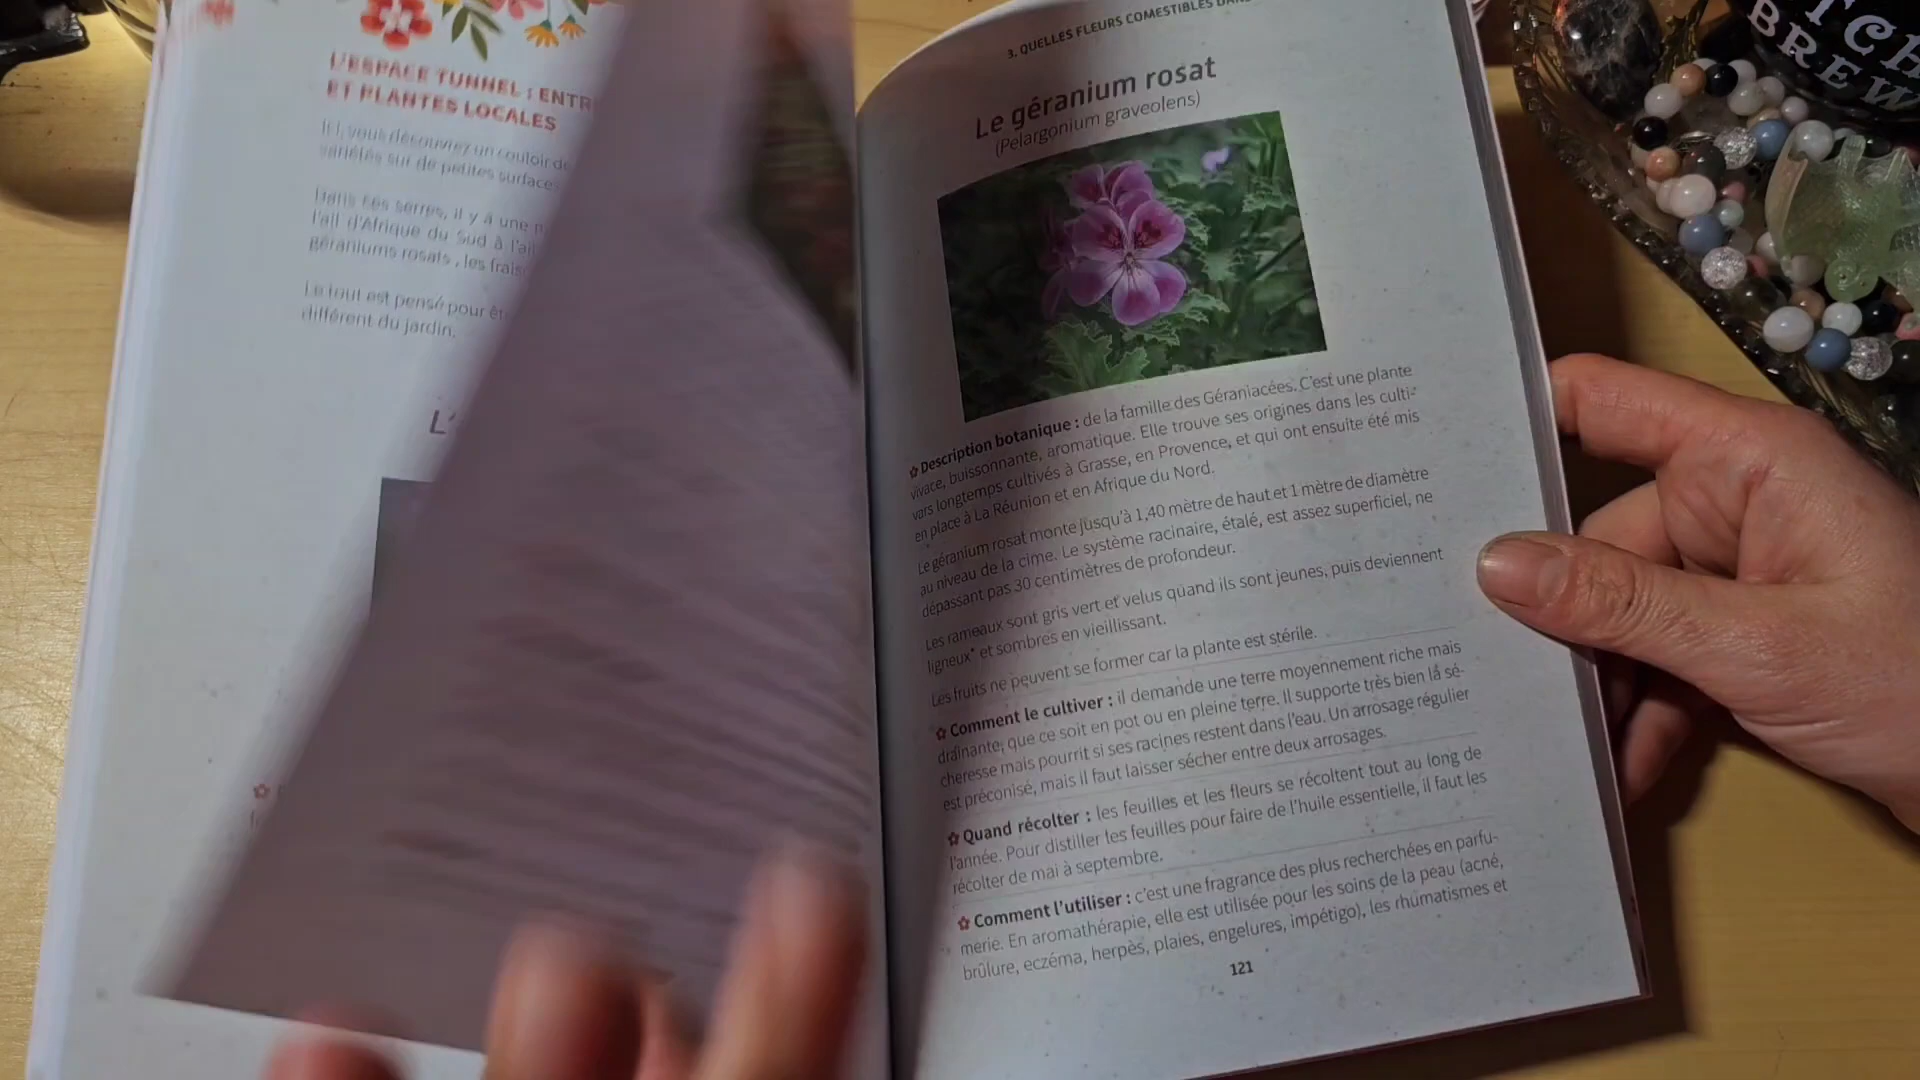 L'ESPACE TUNNEL : ENTR
ET PLANTES LOCALES
Ici, vous découvrez un couloir de
variétés sur de petites surfaces
Dans ces serres, il y a une
l'ail d'Afrique du Sud à l'ail
géraniums rosats, les frais
Le tout est pensé pour êt
différent du jardin.
L'
3. QUELLES FLEURS COMESTIBLES DANS
Le géranium rosat
(Pelargonium graveolens)
Description botanique : de la famille des Géraniacées. C'est une plante
vivace, buissonnante, aromatique. Elle trouve ses origines dans les culti-
vars longtemps cultivés à Grasse, en Provence, et qui ont ensuite été mis
en place à La Réunion et en Afrique du Nord.
Le géranium rosat monte jusqu'à 1,40 mètre de haut et 1 mètre de diamètre
au niveau de la cime. Le système racinaire, étalé, est assez superficiel, ne
dépassant pas 30 centimètres de profondeur.
Les rameaux sont gris vert et velus quand ils sont jeunes, puis deviennent
ligneux* et sombres en vieillissant.
Les fruits ne peuvent se former car la plante est stérile.
Comment le cultiver : il demande une terre moyennement riche mais
drainante, que ce soit en pot ou en pleine terre. Il supporte très bien la sé-
cheresse mais pourrit si ses racines restent dans l'eau. Un arrosage régulier
est préconisé, mais il faut laisser sécher entre deux arrosages.
Quand récolter : les feuilles et les fleurs se récoltent tout au long de
l'année. Pour distiller les feuilles pour faire de l'huile essentielle, il faut les
récolter de mai à septembre.
Comment l'utiliser : c'est une fragrance des plus recherchées en parfu-
merie. En aromathérapie, elle est utilisée pour les soins de la peau (acné,
brûlure, eczéma, herpès, plaies, engelures, impétigo), les rhumatismes et
121
TCH
BREW